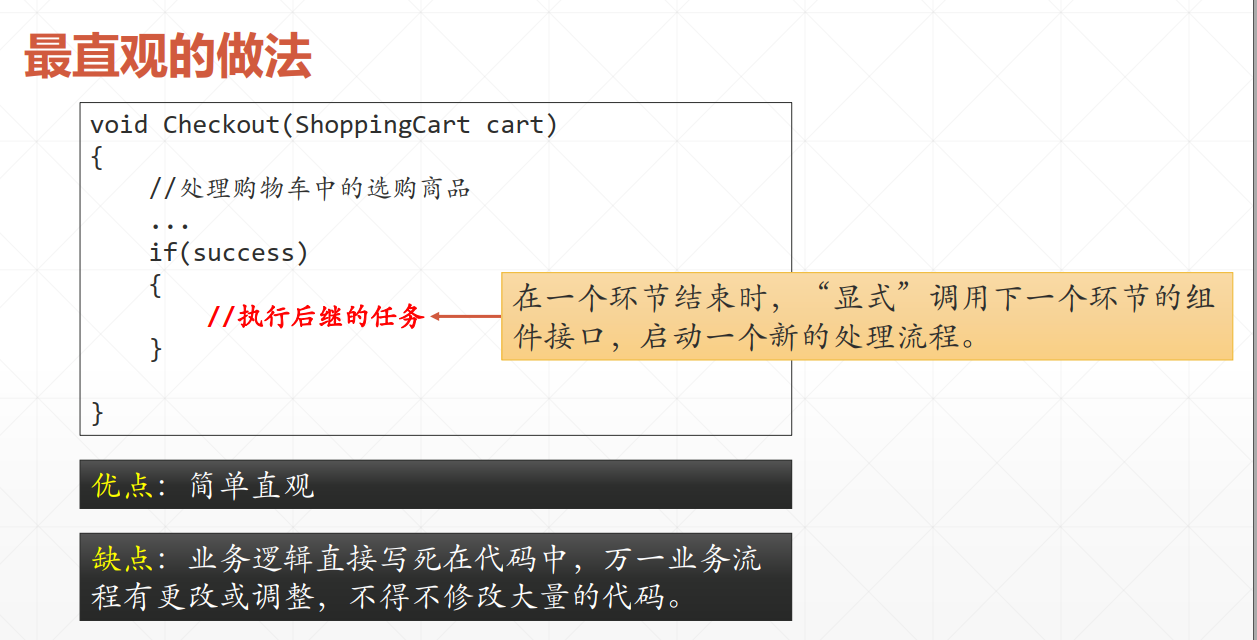 最直观的做法
void Checkout(ShoppingCart cart)
{
//处理购物车中的选购商品
...
if(success)
{
//执行后继的任务
}
}
在一个环节结束时，“显式”调用下一个环节的组
件接口，启动一个新的处理流程。
优点：简单直观
缺点：业务逻辑直接写死在代码中，万一业务流
程有更改或调整，不得不修改大量的代码。